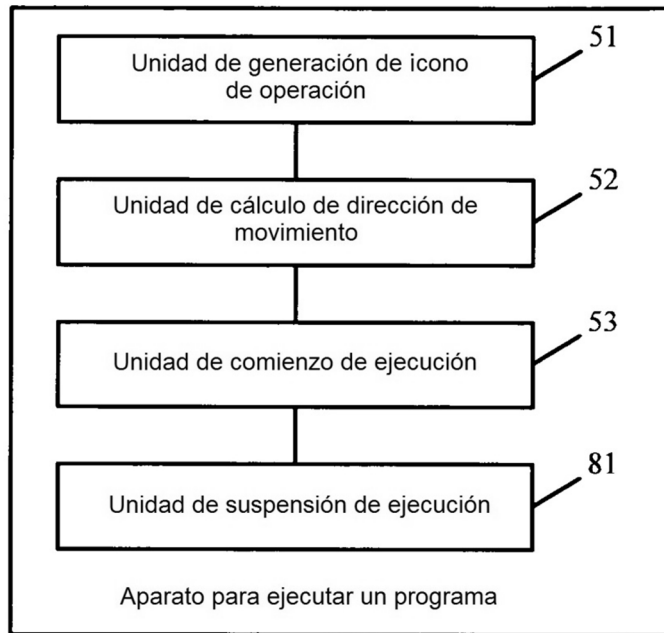 51
Unidad de generación de icono
de operación
52
Unidad de cálculo de dirección de
movimiento
53
Unidad de comienzo de ejecución
81
Unidad de suspensión de ejecución
Aparato para ejecutar un programa